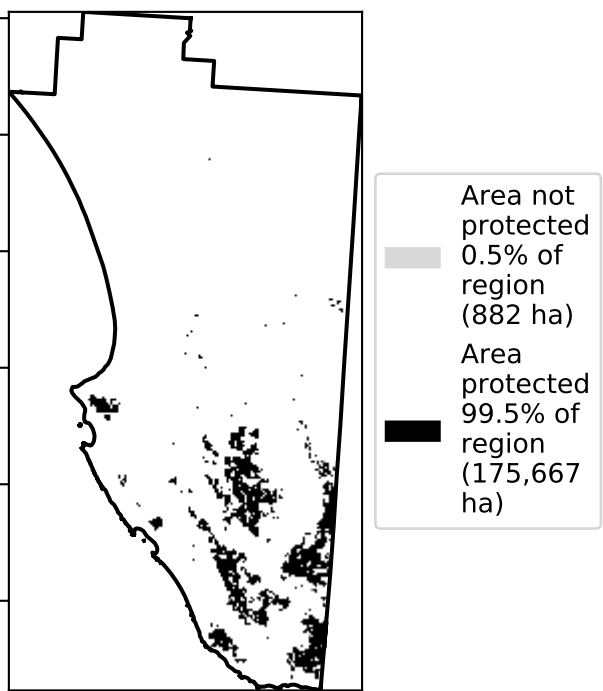 Area not
protected
0.5% of
region
(882 ha)
Area
protected
99.5% of
region
(175,667
ha)